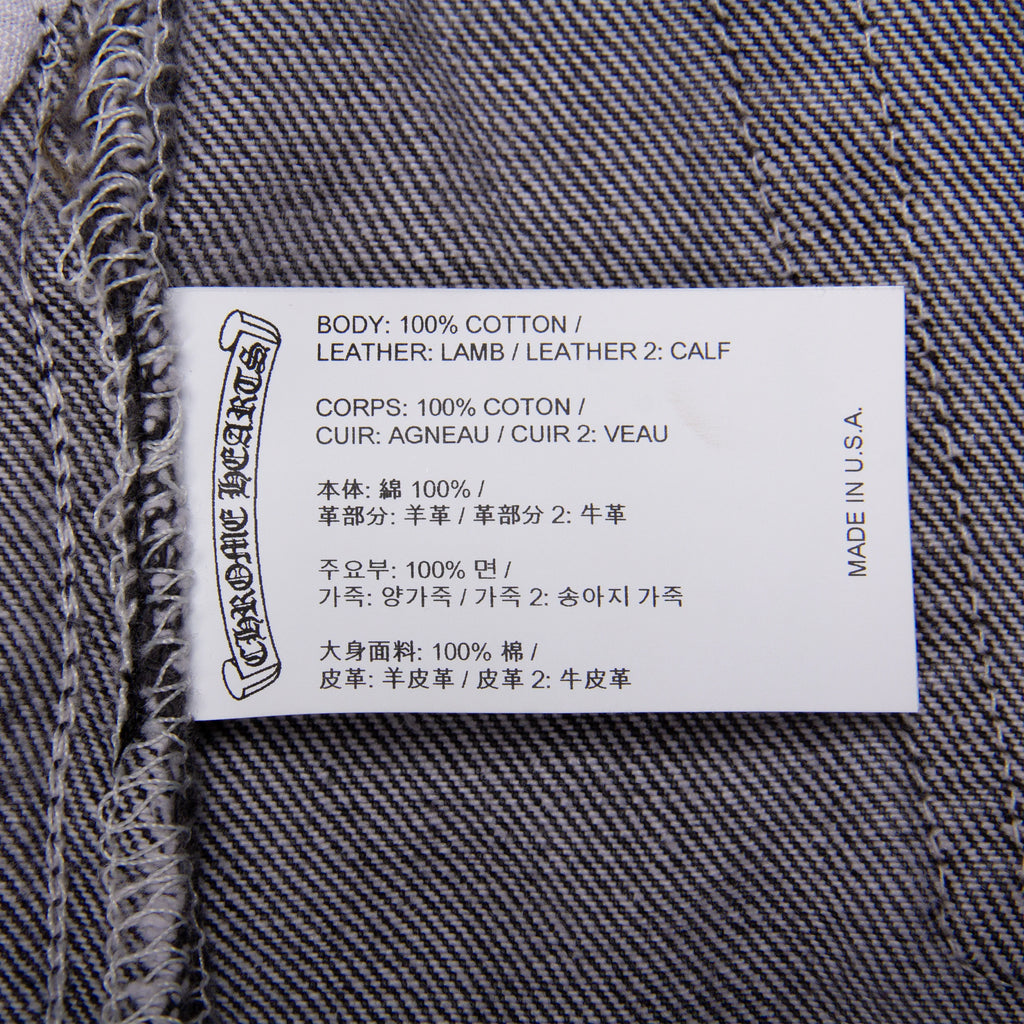 CHROME HEARTS
BODY: 100% COTTON /
LEATHER: LAMB / LEATHER 2: CALF
CORPS: 100% COTON /
CUIR: AGNEAU / CUIR 2: VEAU
本体: 綿 100% /
革部分: 羊革 / 革部分 2: 牛革
주요부: 100% 면 /
가죽: 양가죽 / 가죽 2: 송아지 가죽
大身面料: 100% 棉 /
皮革: 羊皮革 / 皮革 2: 牛皮革
MADE IN U.S.A.